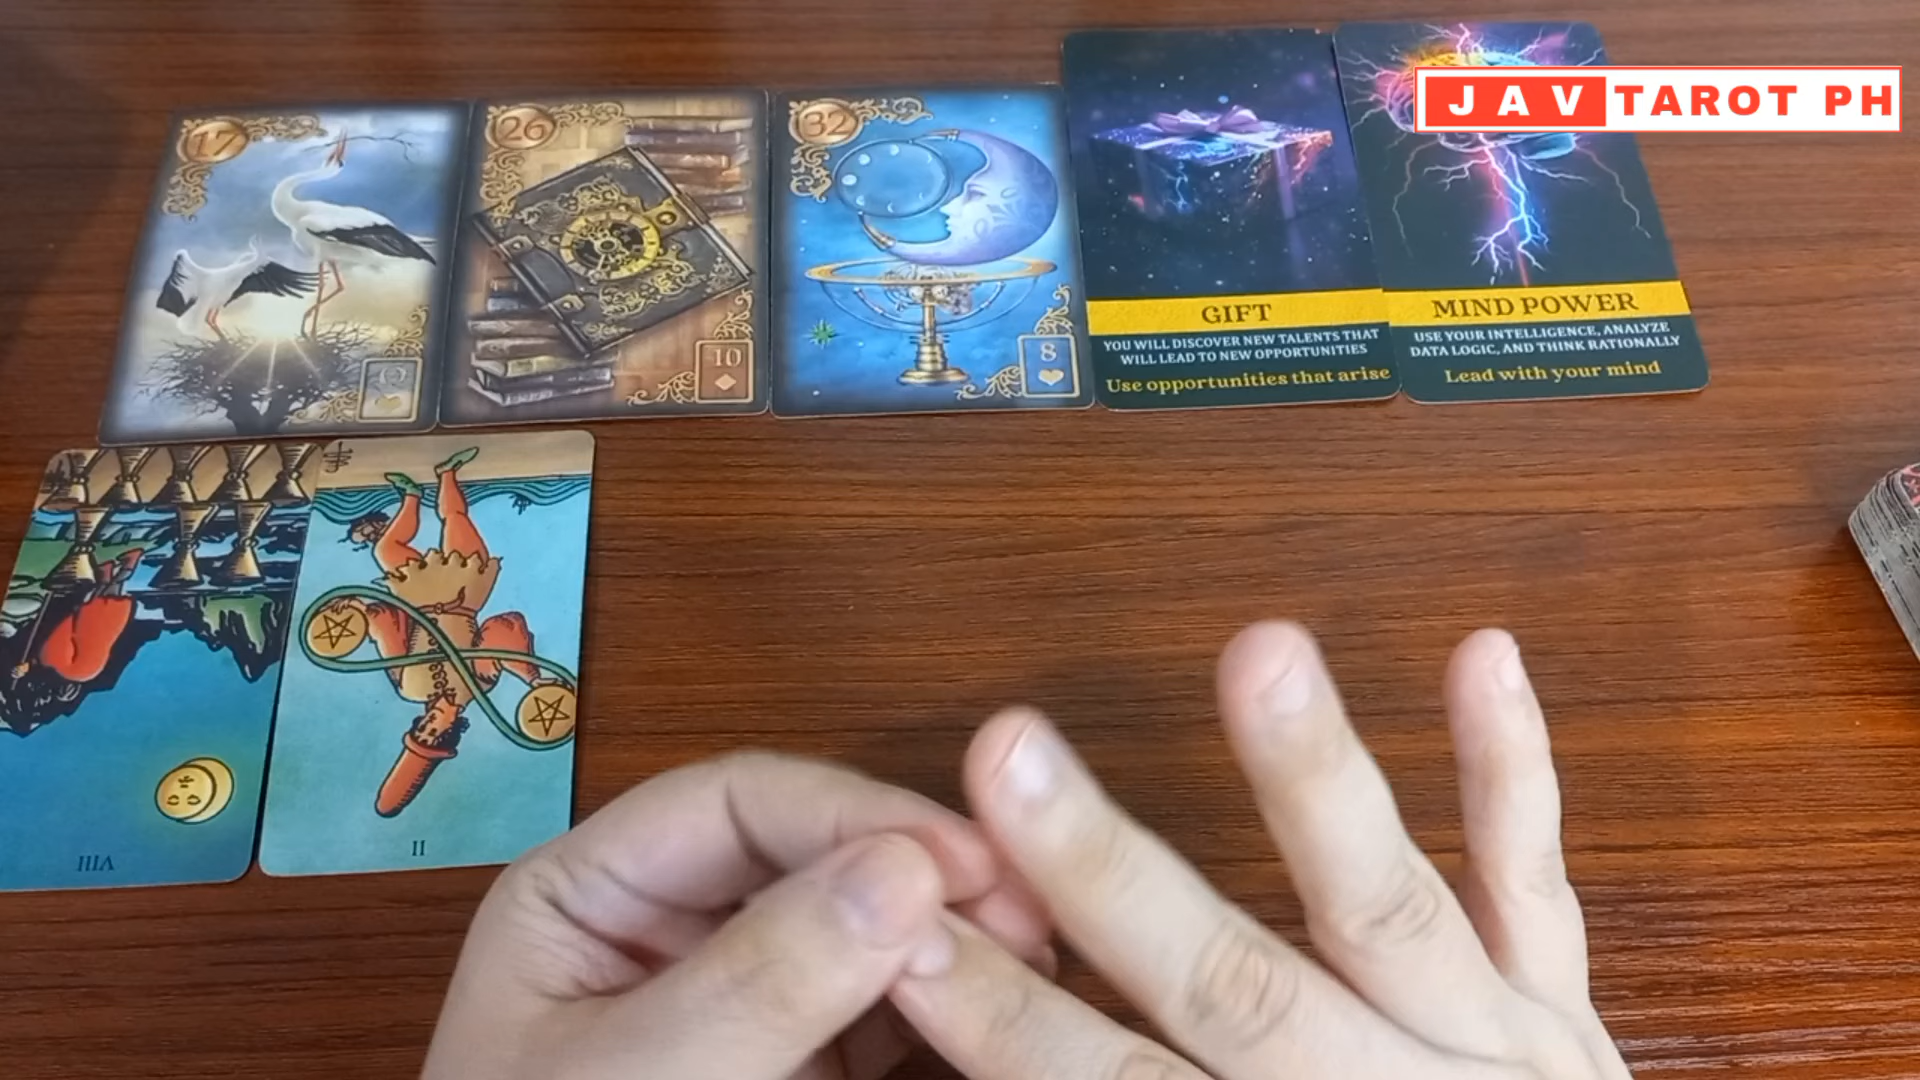 JAV TAROT PH
17
26
32
Q
10
8
GIFT
YOU WILL DISCOVER NEW TALENTS THAT
WILL LEAD TO NEW OPPORTUNITIES
Use opportunities that arise
MIND POWER
USE YOUR INTELLIGENCE, ANALYZE
DATA LOGIC, AND THINK RATIONALLY
Lead with your mind
VIII
II